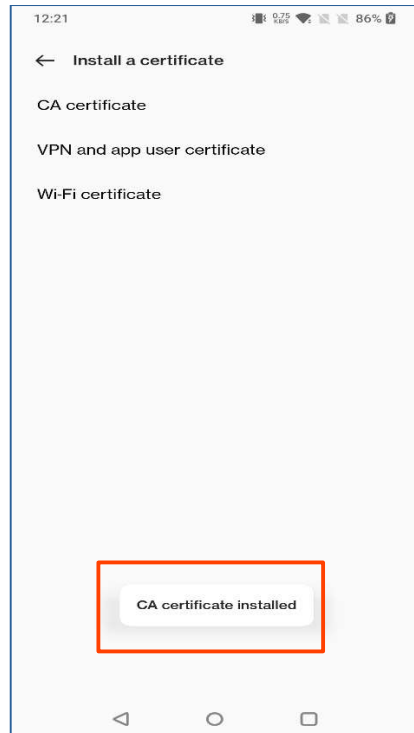 12:21
0.75 KB/S
86%
← Install a certificate
CA certificate
VPN and app user certificate
Wi-Fi certificate
CA certificate installed